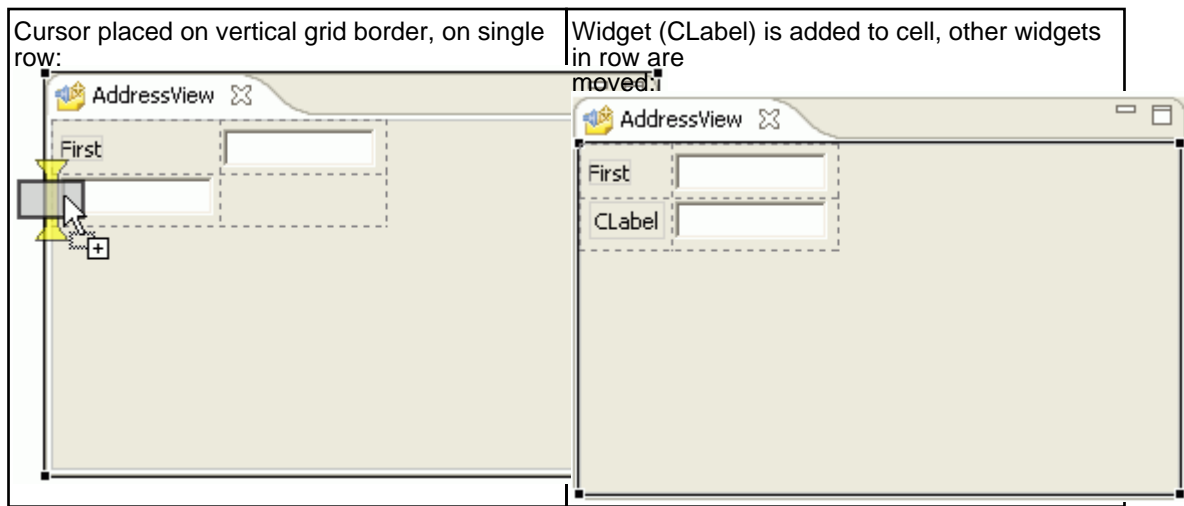 Cursor placed on vertical grid border, on single
row:
AddressView
First
Widget (CLabel) is added to cell, other widgets
in row are
moved:
AddressView
First
CLabel